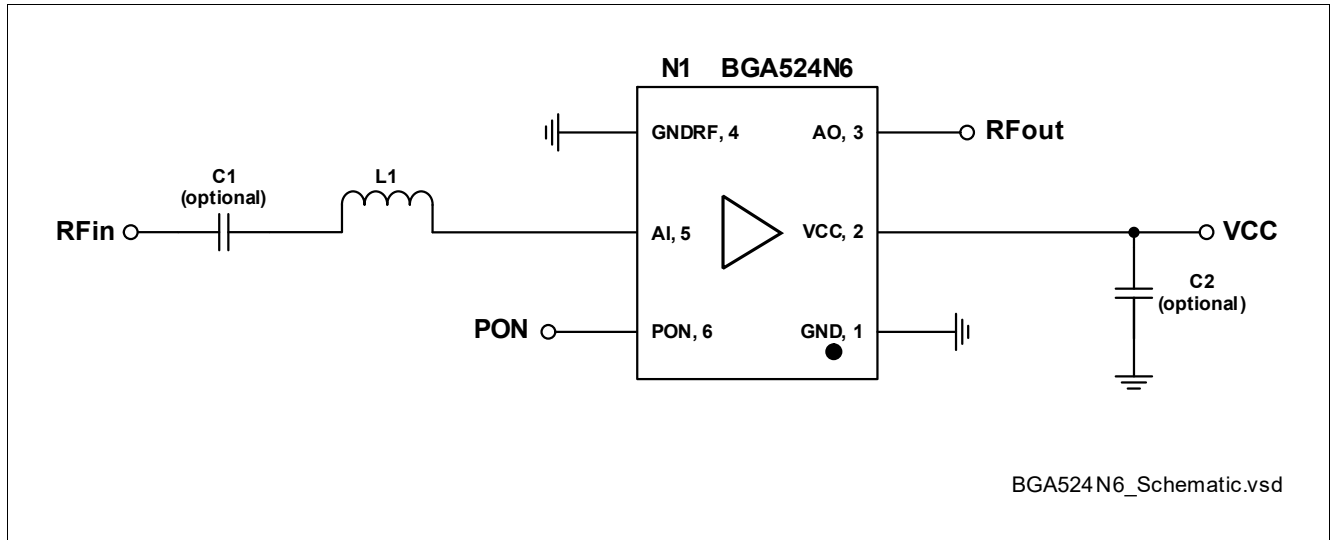 N1 BGA524N6
GNDRF, 4
AO, 3
RFout
C1
(optional)
L1
RFin
AI, 5
VCC, 2
VCC
C2
(optional)
PON
PON, 6
GND, 1
BGA524N6_Schematic.vsd